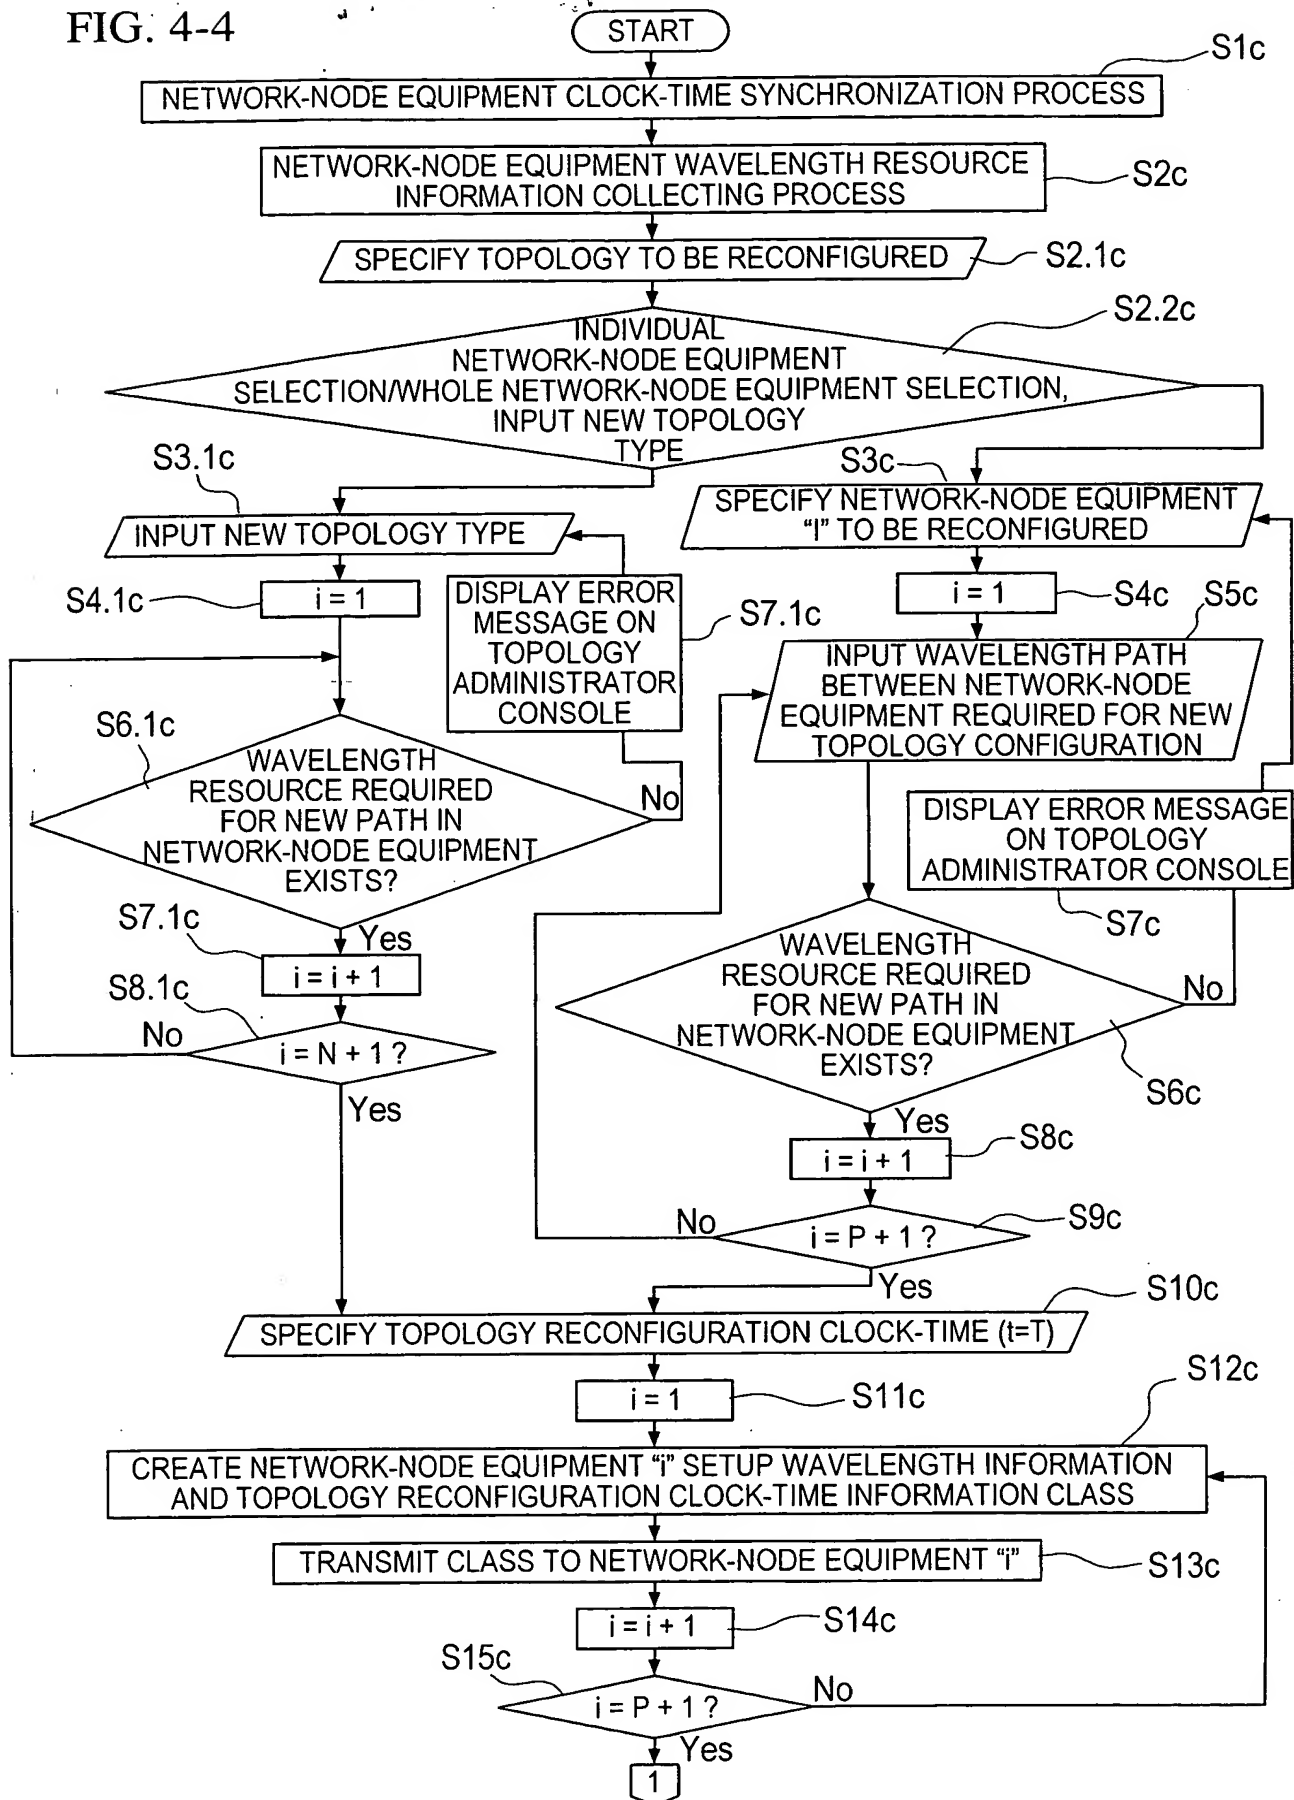 FIG. 4-4
START
S1c
NETWORK-NODE EQUIPMENT CLOCK-TIME SYNCHRONIZATION PROCESS
NETWORK-NODE EQUIPMENT WAVELENGTH RESOURCE
INFORMATION COLLECTING PROCESS
S2c
SPECIFY TOPOLOGY TO BE RECONFIGURED
S2.1c
S2.2c
INDIVIDUAL
NETWORK-NODE EQUIPMENT
SELECTION/WHOLE NETWORK-NODE EQUIPMENT SELECTION,
INPUT NEW TOPOLOGY
TYPE
S3.1c
INPUT NEW TOPOLOGY TYPE
S4.1c
i = 1
DISPLAY ERROR
MESSAGE ON
TOPOLOGY
ADMINISTRATOR
CONSOLE
S7.1c
S6.1c
WAVELENGTH
RESOURCE REQUIRED
FOR NEW PATH IN
NETWORK-NODE EQUIPMENT
EXISTS?
No
Yes
S7.1c
i = i + 1
S8.1c
No
i = N + 1 ?
Yes
S3c
SPECIFY NETWORK-NODE EQUIPMENT
“I” TO BE RECONFIGURED
i = 1
S4c
S5c
INPUT WAVELENGTH PATH
BETWEEN NETWORK-NODE
EQUIPMENT REQUIRED FOR NEW
TOPOLOGY CONFIGURATION
DISPLAY ERROR MESSAGE
ON TOPOLOGY
ADMINISTRATOR CONSOLE
S7c
WAVELENGTH
RESOURCE REQUIRED
FOR NEW PATH IN
NETWORK-NODE EQUIPMENT
EXISTS?
No
S6c
Yes
i = i + 1
S8c
No
i = P + 1 ?
S9c
Yes
S10c
SPECIFY TOPOLOGY RECONFIGURATION CLOCK-TIME (t=T)
i = 1
S11c
S12c
CREATE NETWORK-NODE EQUIPMENT “i” SETUP WAVELENGTH INFORMATION
AND TOPOLOGY RECONFIGURATION CLOCK-TIME INFORMATION CLASS
TRANSMIT CLASS TO NETWORK-NODE EQUIPMENT “i”
S13c
i = i + 1
S14c
S15c
i = P + 1 ?
No
Yes
1